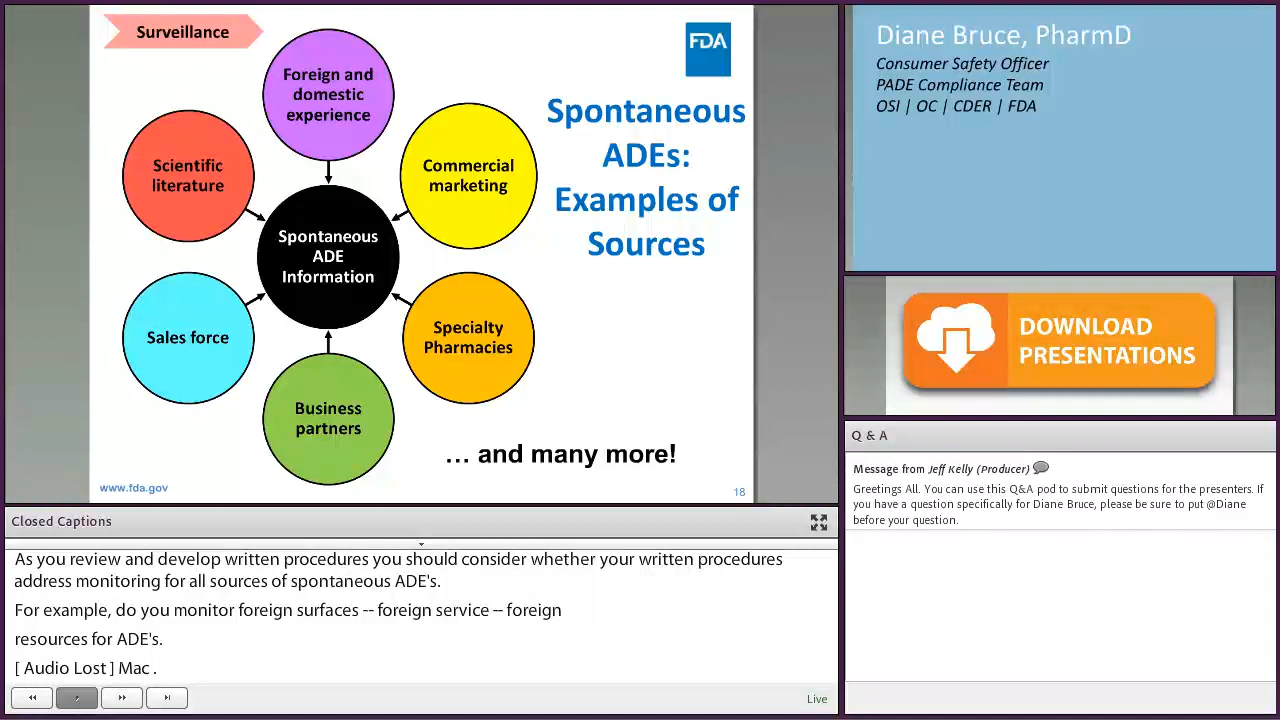 Surveillance
FDA
Foreign and
domestic
experience
Scientific
literature
Commercial
marketing
Spontaneous
ADE
Information
Sales force
Specialty
Pharmacies
Business
partners
Spontaneous
ADEs:
Examples of
Sources
… and many more!
www.fda.gov
18
Diane Bruce, PharmD
Consumer Safety Officer
PADE Compliance Team
OSI | OC | CDER | FDA
DOWNLOAD
PRESENTATIONS
Q & A
Message from Jeff Kelly (Producer)
Greetings All. You can use this Q&A pod to submit questions for the presenters. If
you have a question specifically for Diane Bruce, please be sure to put @Diane
before your question.
Closed Captions
As you review and develop written procedures you should consider whether your written procedures
address monitoring for all sources of spontaneous ADE's.
For example, do you monitor foreign surfaces -- foreign service -- foreign
resources for ADE's.
[ Audio Lost ] Mac .
Live